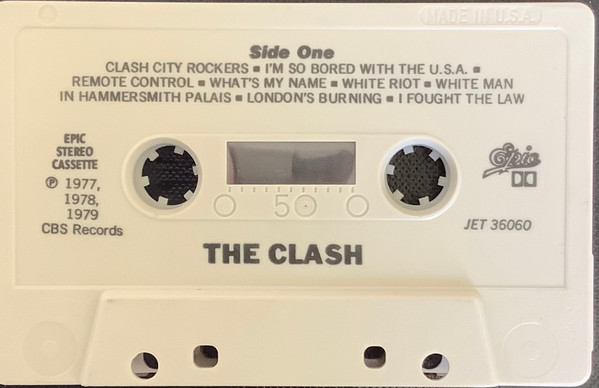 MADE IN U.S.A.
Side One
CLASH CITY ROCKERS ■ I'M SO BORED WITH THE U.S.A. ■
REMOTE CONTROL ■ WHAT'S MY NAME ■ WHITE RIOT ■ WHITE MAN
IN HAMMERSMITH PALAIS ■ LONDON'S BURNING ■ I FOUGHT THE LAW
EPIC
STEREO
CASSETTE
℗ 1977,
1978,
1979
CBS Records
50
Epic
JET 36060
THE CLASH